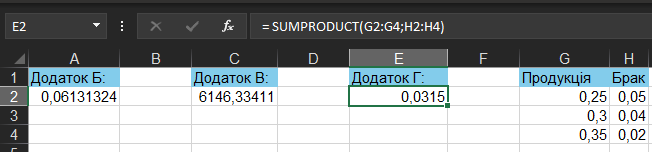 E2 fx =SUMPRODUCT(G2:G4;H2:H4)
A B C D E F G H
1 Додаток Б: Додаток В: Додаток Г: Продукція Брак
2 0,06131324 6146,33411 0,0315 0,25 0,05
3 0,3 0,04
4 0,35 0,02